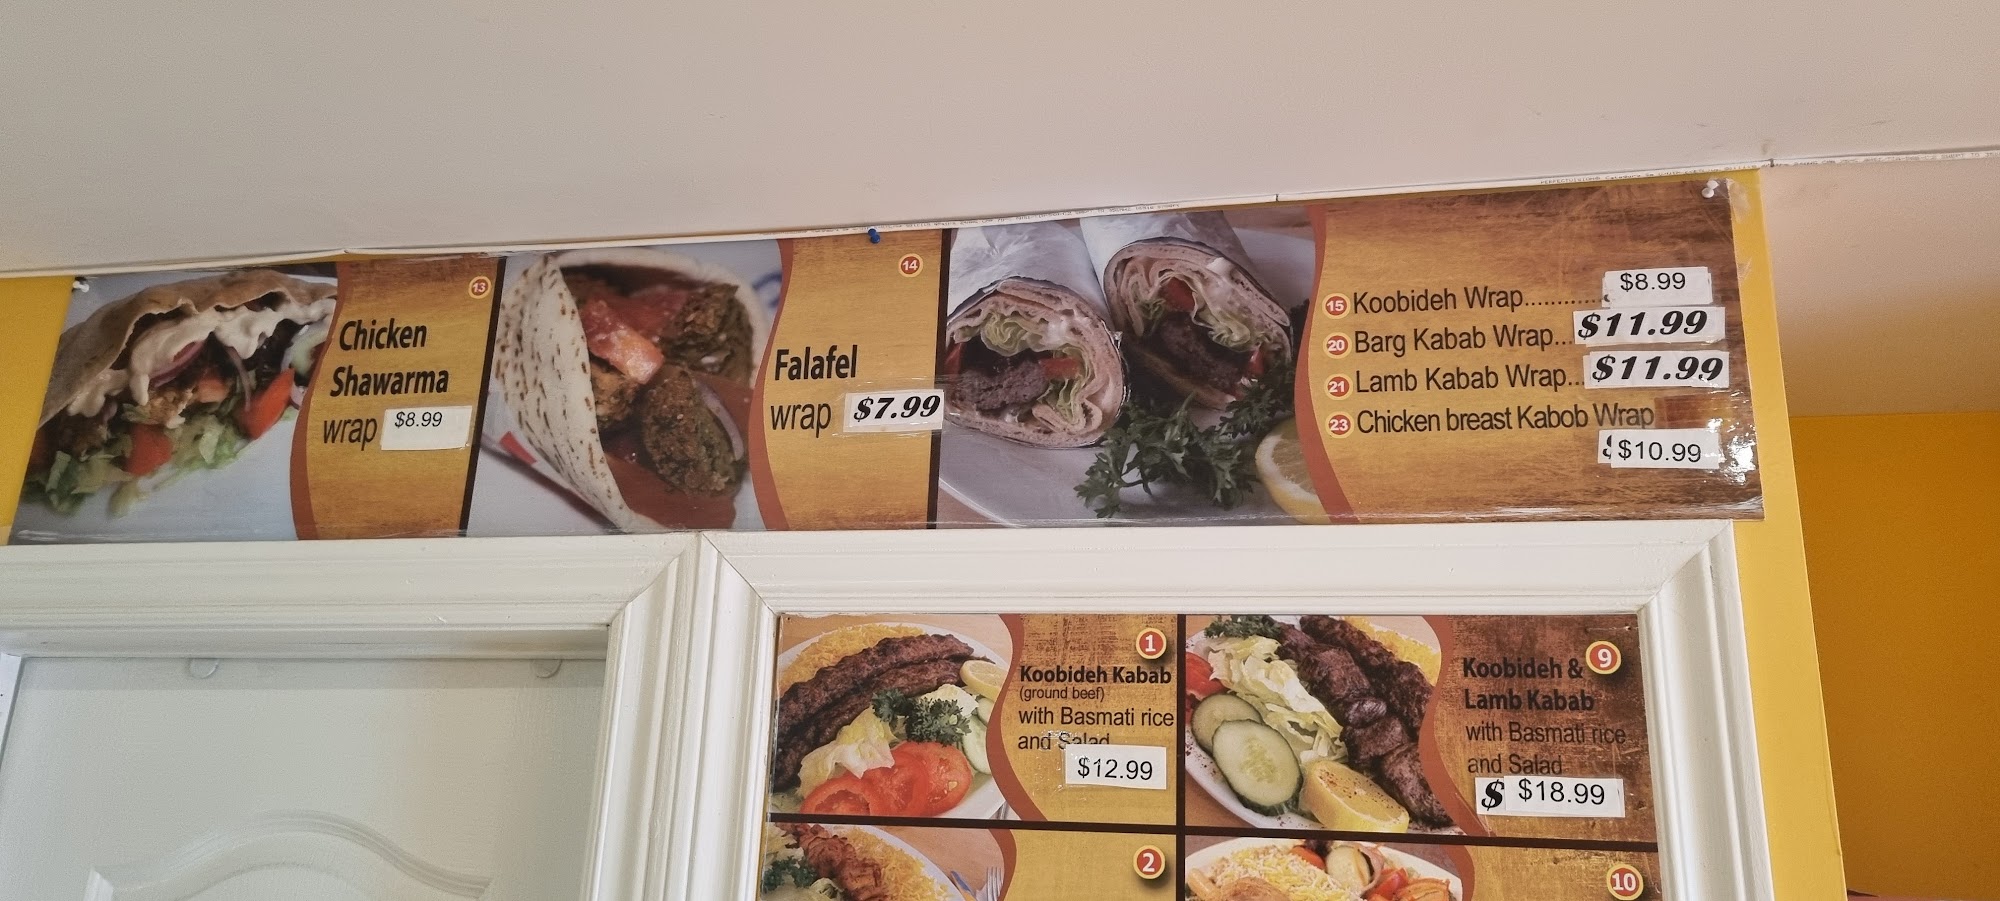 13
Chicken
Shawarma
wrap $8.99
14
Falafel
wrap $7.99
15 Koobideh Wrap............ $8.99
20 Barg Kabab Wrap... $11.99
21 Lamb Kabab Wrap... $11.99
23 Chicken breast Kabob Wrap
$10.99
1
Koobideh Kabab
(ground beef)
with Basmati rice
and Salad
$12.99
9
Koobideh &
Lamb Kabab
with Basmati rice
and Salad
$ $18.99
2
10